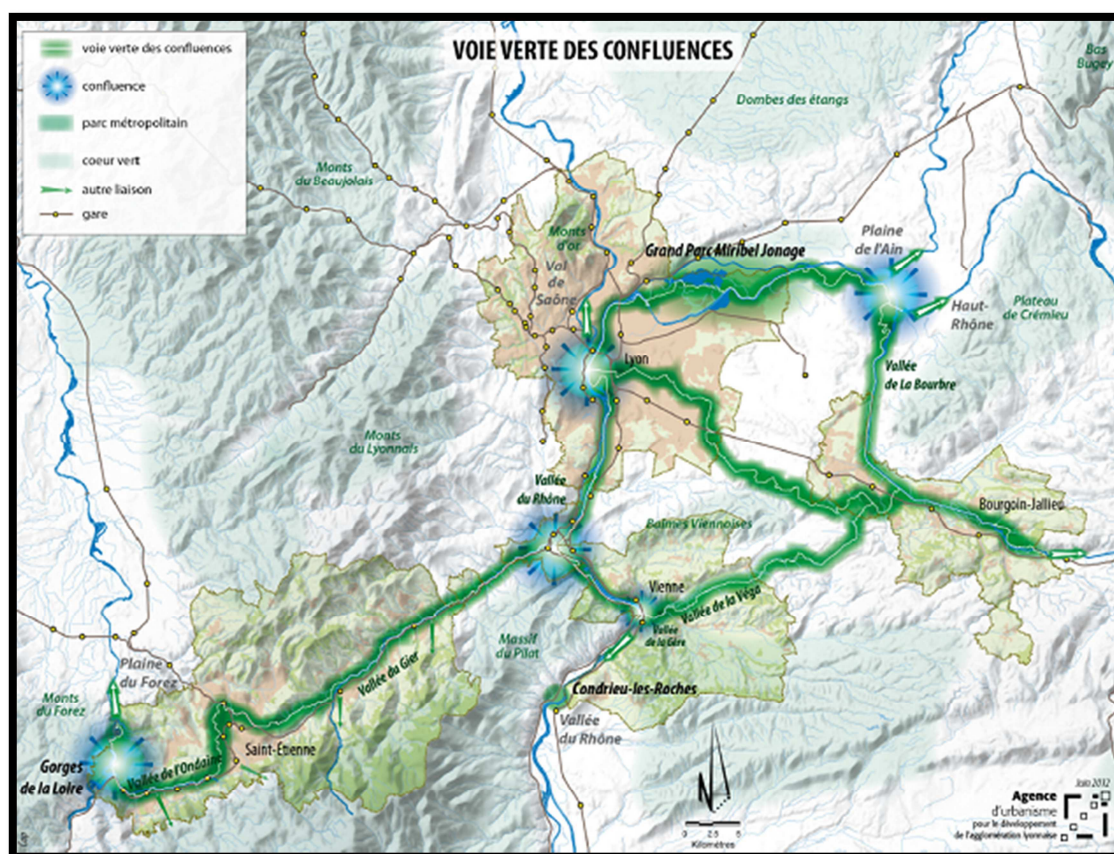 VOIE VERTE DES CONFLUENCES
voie verte des confluences
confluence
parc métropolitain
coeur vert
autre liaison
gare
Bas
Bugey
Dombes des étangs
Monts
du Beaujolais
Monts
d'or
Val
de
Saône
Grand Parc Miribel Jonage
Plaine
de l'Ain
Haut-
Rhône
Plateau
de Crémieu
Lyon
Vallée
de La Bourbre
Monts
du Lyonnais
Vallée
du Rhône
Bourgoin-Jallieu
Balmes Viennoises
Vienne
Vallée de la Véga
Vallée
de la Gère
Massif
du Pilat
Plaine
du Forez
Vallée du Gier
Condrieu-les-Roches
Monts
du Forez
Vallée
du Rhône
Saint-Étienne
Gorges
de la Loire
Vallée de l'Ondaine
N
0 2.5 5
Kilomètres
Juin 2012
Agence
d'urbanisme
pour le développement
de l'agglomération lyonnaise